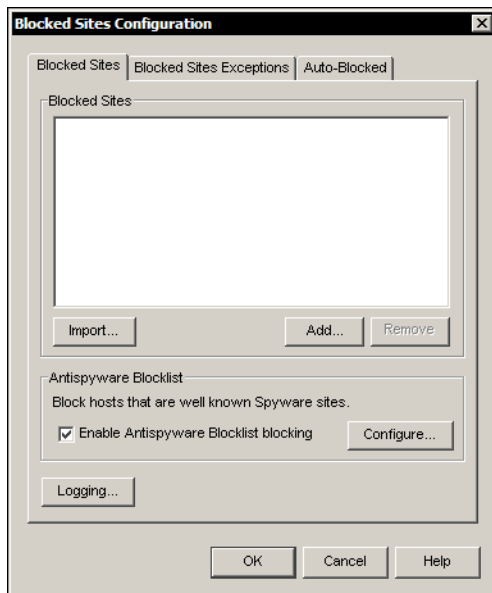 Blocked Sites Configuration
Blocked Sites Blocked Sites Exceptions Auto-Blocked
Blocked Sites
Import... Add... Remove
Antispyware Blocklist
Block hosts that are well known Spyware sites.
Enable Antispyware Blocklist blocking Configure...
Logging...
OK Cancel Help